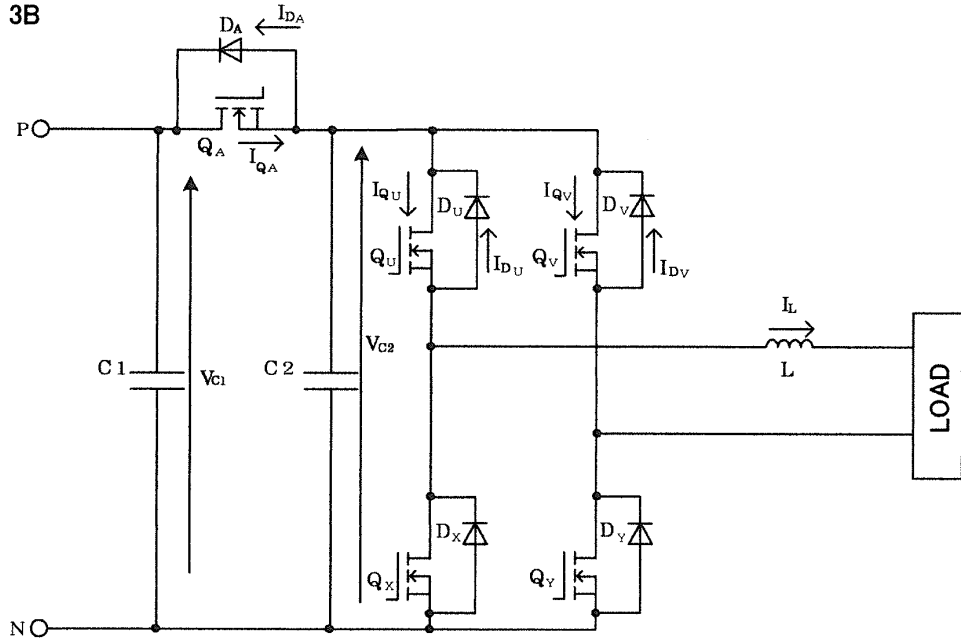 3B
DA
IDA
P
QA
IQA
IQU
DU
IQV
DV
QU
IDU
QV
IDV
C1
VC1
C2
VC2
IL
L
LOAD
DX
DY
QX
QY
N